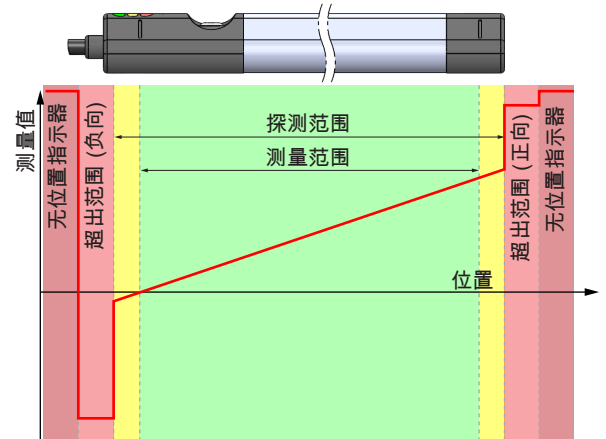 测量值
无位置指示器
超出范围 (负向)
探测范围
测量范围
位置
超出范围 (正向)
无位置指示器